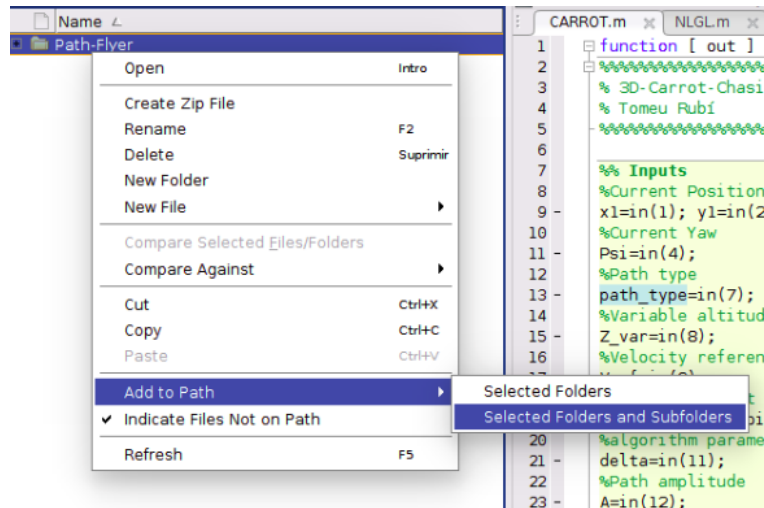 Name
CARROT.m
NLGL.m
Path-Flyer
Open Intro
Create Zip File
Rename F2
Delete Suprimir
New Folder
New File
Compare Selected Files/Folders
Compare Against
Cut Ctrl+X
Copy Ctrl+C
Paste Ctrl+V
Add to Path
Indicate Files Not on Path
Refresh F5
Selected Folders
Selected Folders and Subfolders
1 function [ out ]
2 %%%%%%%%%%%%%%%%%%
3 % 3D-Carrot-Chasi
4 % Tomeu Rubí
5 %%%%%%%%%%%%%%%%%%
6
7 %% Inputs
8 %Current Position
9 - x1=in(1); y1=in(2
10 %Current Yaw
11 - Psi=in(4);
12 %Path type
13 - path_type=in(7);
14 %Variable altitud
15 - Z_var=in(8);
16 %Velocity referen
20 %algorithm parame
21 - delta=in(11);
22 %Path amplitude
23 - A=in(12);